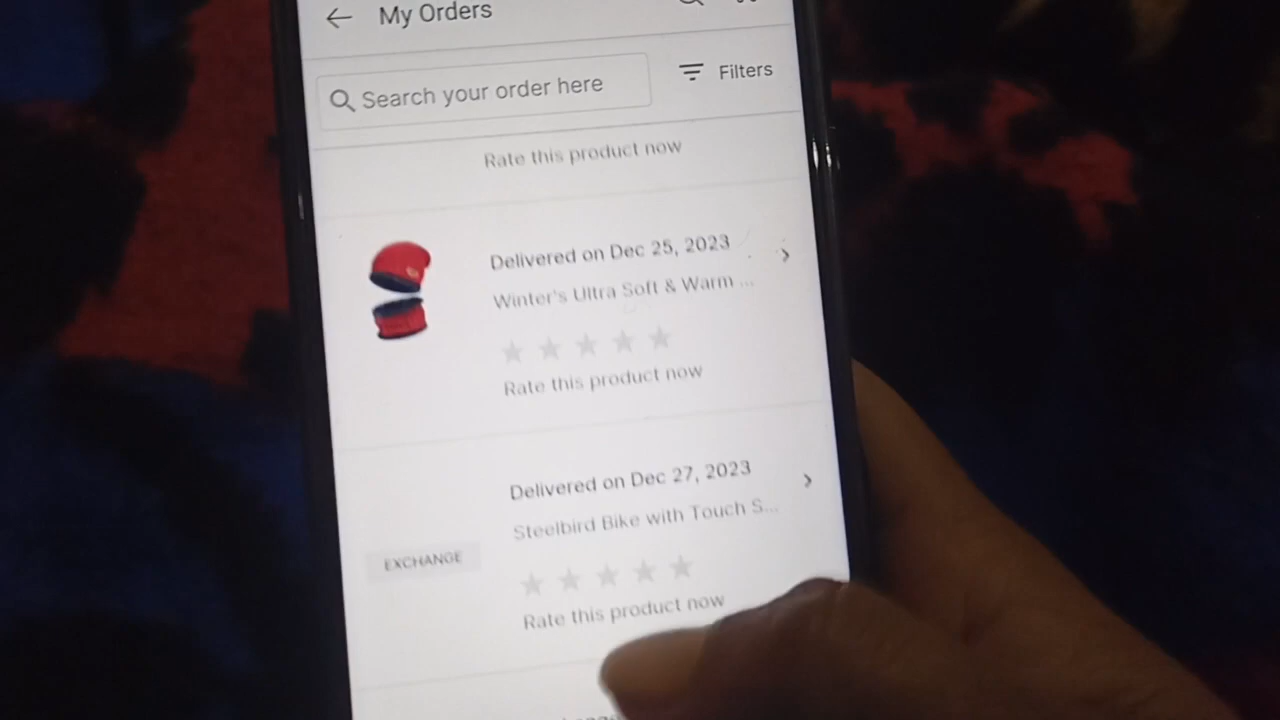 My Orders
Search your order here
Filters
Rate this product now
Delivered on Dec 25, 2023
Winter's Ultra Soft & Warm ...
Rate this product now
Delivered on Dec 27, 2023
Steelbird Bike with Touch S...
EXCHANGE
Rate this product now